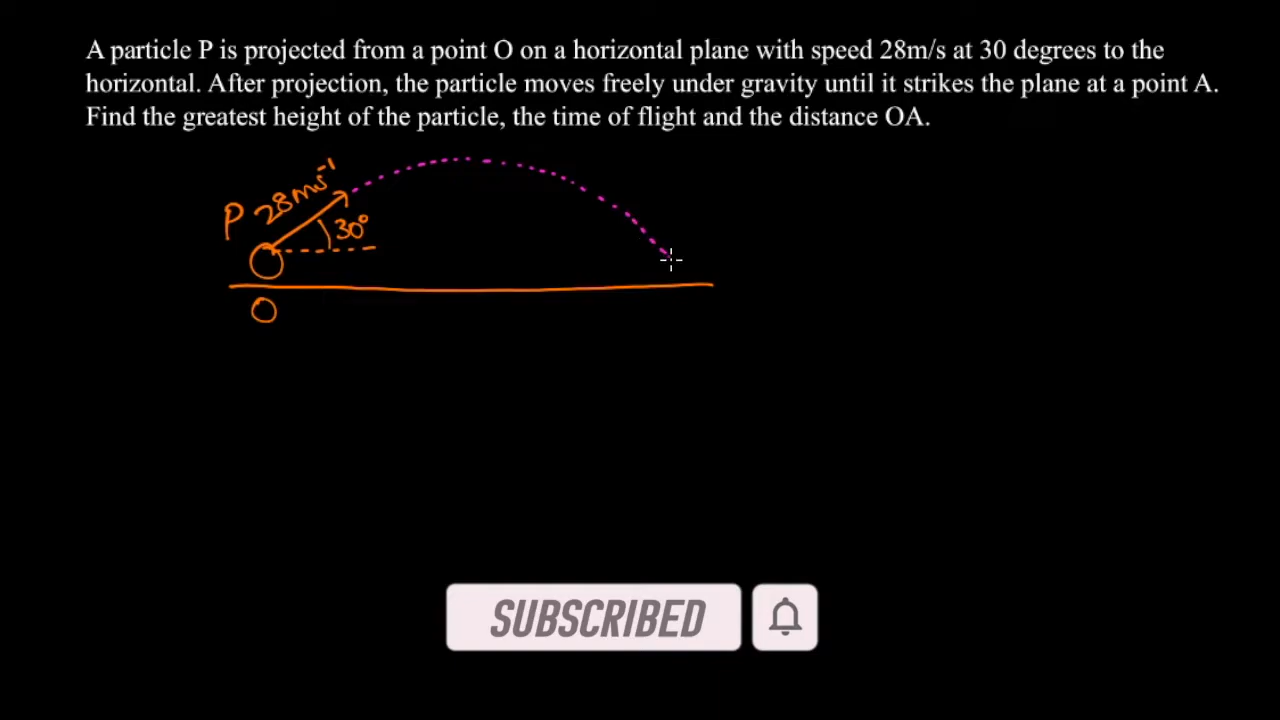 A particle P is projected from a point O on a horizontal plane with speed 28m/s at 30 degrees to the
horizontal. After projection, the particle moves freely under gravity until it strikes the plane at a point A.
Find the greatest height of the particle, the time of flight and the distance OA.
P 28ms⁻¹
30°
O
SUBSCRIBED